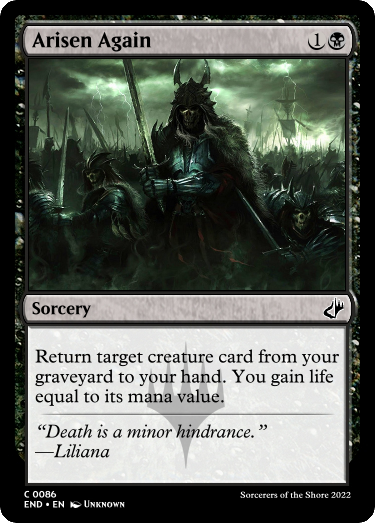 Arisen Again 1
Sorcery
Return target creature card from your
graveyard to your hand. You gain life
equal to its mana value.
“Death is a minor hindrance.”
—Liliana
C 0086
END • EN Unknown
Sorcerers of the Shore 2022